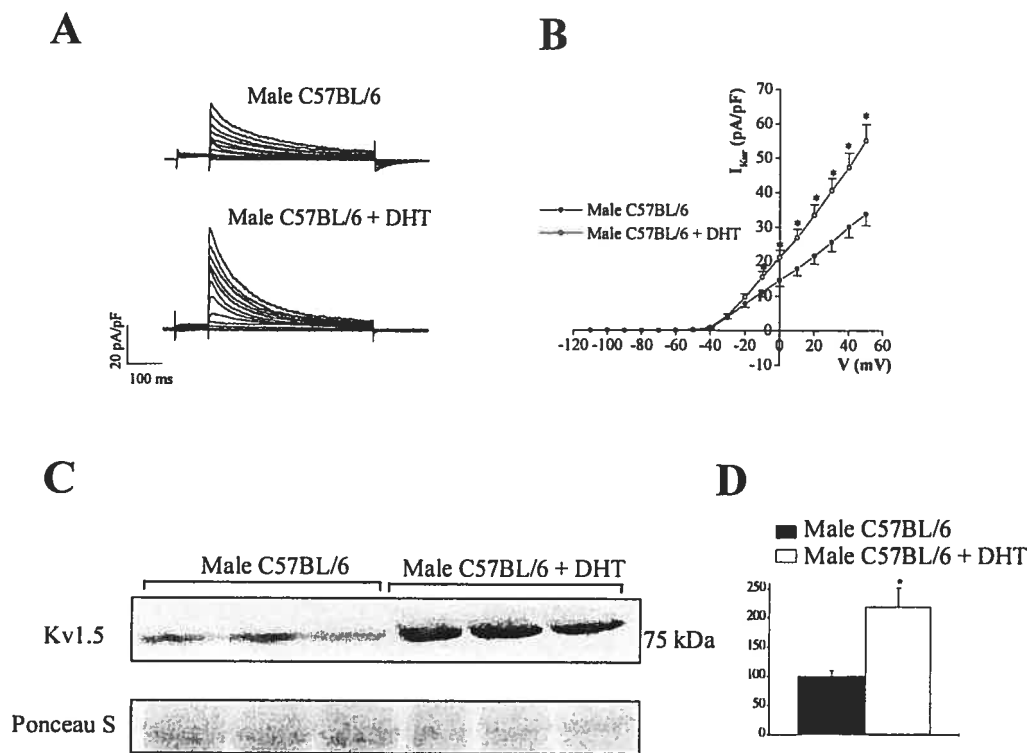 A
Male C57BL/6
Male C57BL/6 + DHT
20 pA/pF
100 ms
B
I_Kur (pA/pF)
70
60
50
40
30
20
10
0
-10
-120 -100 -80 -60 -40 -20 0 20 40 60
V (mV)
* * * * * * *
Male C57BL/6
Male C57BL/6 + DHT
C
Male C57BL/6
Male C57BL/6 + DHT
Kv1.5
75 kDa
Ponceau S
D
Male C57BL/6
Male C57BL/6 + DHT
250
200
150
100
50
0
*